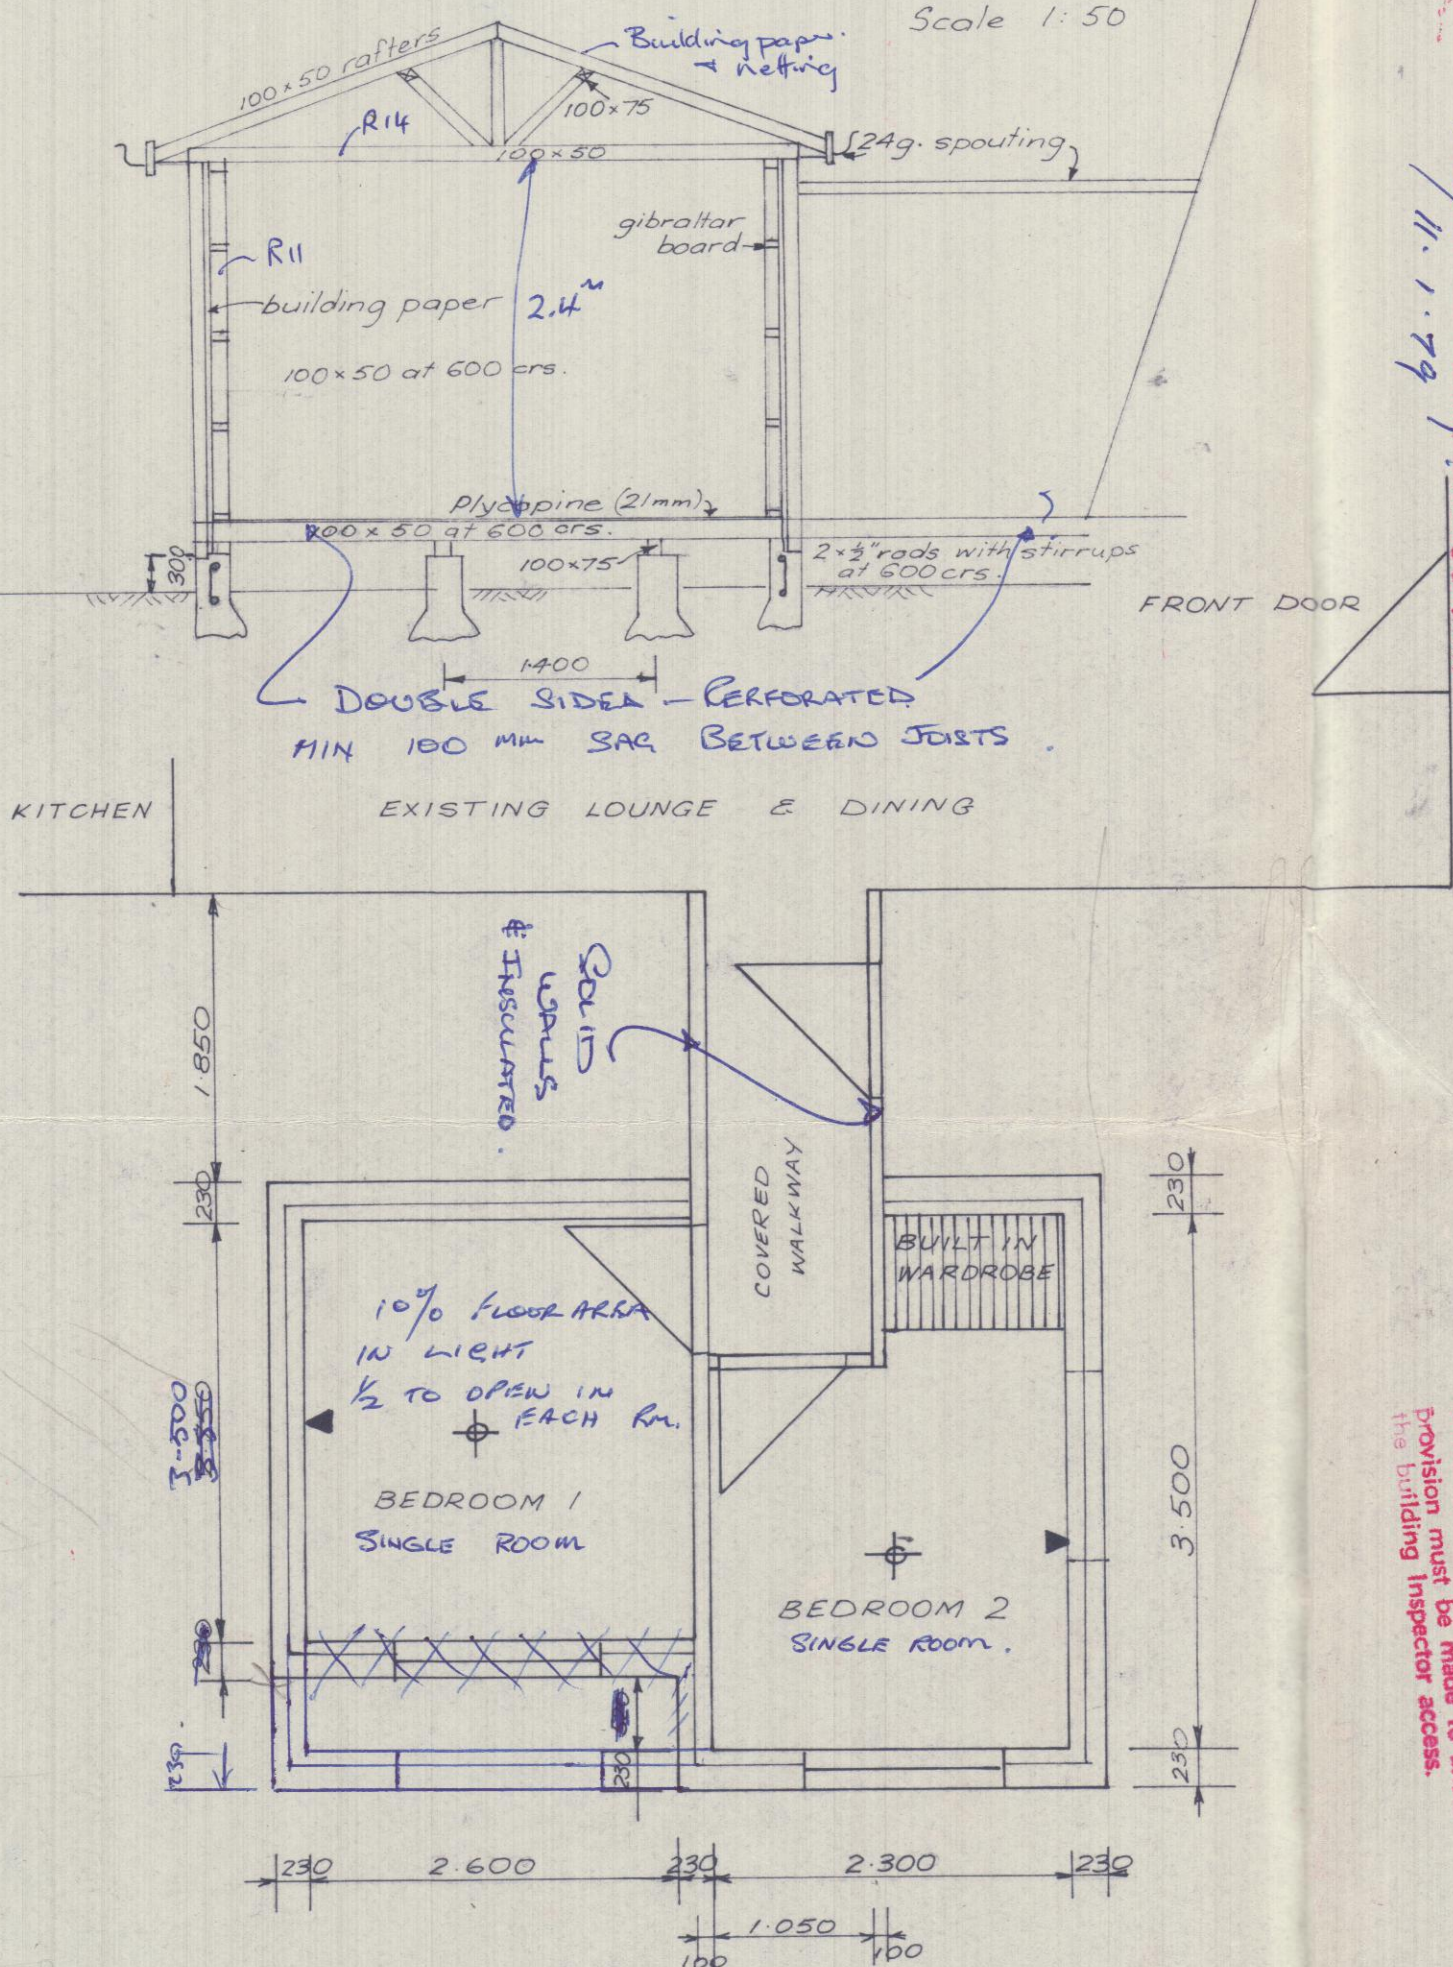 Scale 1:50
100×50 rafters
Building paper
+ netting
100×75
R14
100×50
24g. spouting
gibraltar
board
R11
building paper
2.4m
100×50 at 600 crs.
11.1.79
(21mm)
×50 at 600 crs.
100×75
2×½" rods with stirrups
at 600 crs.
300
FRONT DOOR
1·400
DOUBLE SIDED – PERFORATED
MIN 100 MM SAG BETWEEN JOISTS.
KITCHEN
EXISTING LOUNGE & DINING
SOLID
WALLS
& INSULATED.
1·850
230
230
COVERED
WALKWAY
BUILT IN
WARDROBE
10% FLOOR AREA
IN LIGHT
½ TO OPEN IN
EACH RM.
3·500
BEDROOM 1
SINGLE ROOM
3·500
BEDROOM 2
SINGLE ROOM.
230
230
230
230
provision must be made to
the building inspector access.
230
2·600
230
2·300
230
1·050
100
100